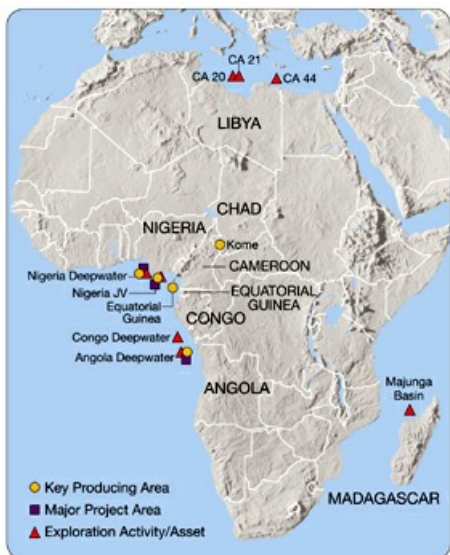 CA 21
CA 20
CA 44
LIBYA
CHAD
NIGERIA
Kome
Nigeria Deepwater
CAMEROON
Nigeria JV
EQUATORIAL
GUINEA
Equatorial
Guinea
CONGO
Congo Deepwater
Angola Deepwater
ANGOLA
Majunga
Basin
Key Producing Area
Major Project Area
Exploration Activity/Asset
MADAGASCAR